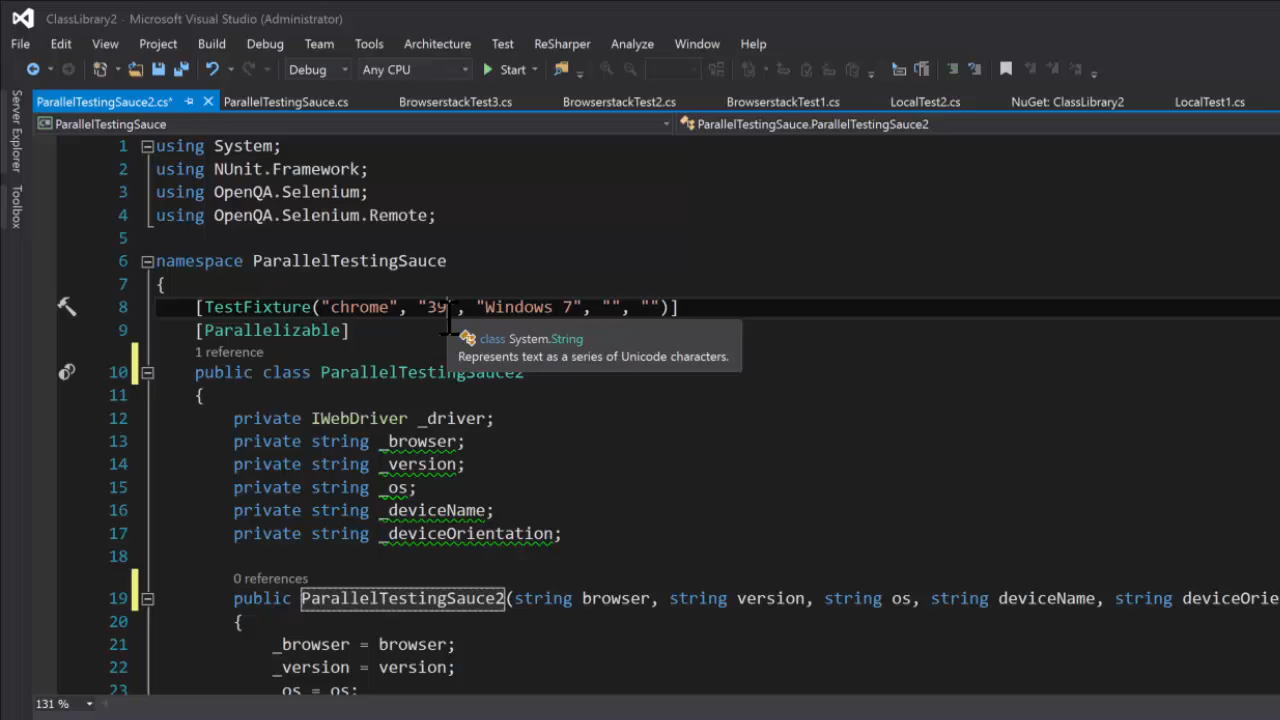 ClassLibrary2 - Microsoft Visual Studio (Administrator)
File Edit View Project Build Debug Team Tools Architecture Test ReSharper Analyze Window Help
Debug Any CPU Start
ParallelTestingSauce2.cs* ParallelTestingSauce.cs BrowserstackTest3.cs BrowserstackTest2.cs BrowserstackTest1.cs LocalTest2.cs NuGet: ClassLibrary2 LocalTest1.cs
ParallelTestingSauce ParallelTestingSauce.ParallelTestingSauce2
Server Explorer
Toolbox
1 using System;
2 using NUnit.Framework;
3 using OpenQA.Selenium;
4 using OpenQA.Selenium.Remote;
5
6 namespace ParallelTestingSauce
7 {
8 [TestFixture("chrome", "39", "Windows 7", "", "")]
9 [Parallelizable]
class System.String
Represents text as a series of Unicode characters.
1 reference
10 public class ParallelTestingSauce2
11 {
12 private IWebDriver _driver;
13 private string _browser;
14 private string _version;
15 private string _os;
16 private string _deviceName;
17 private string _deviceOrientation;
18
0 references
19 public ParallelTestingSauce2(string browser, string version, string os, string deviceName, string deviceOrie
20 {
21 _browser = browser;
22 _version = version;
23 _os = os;
131 %